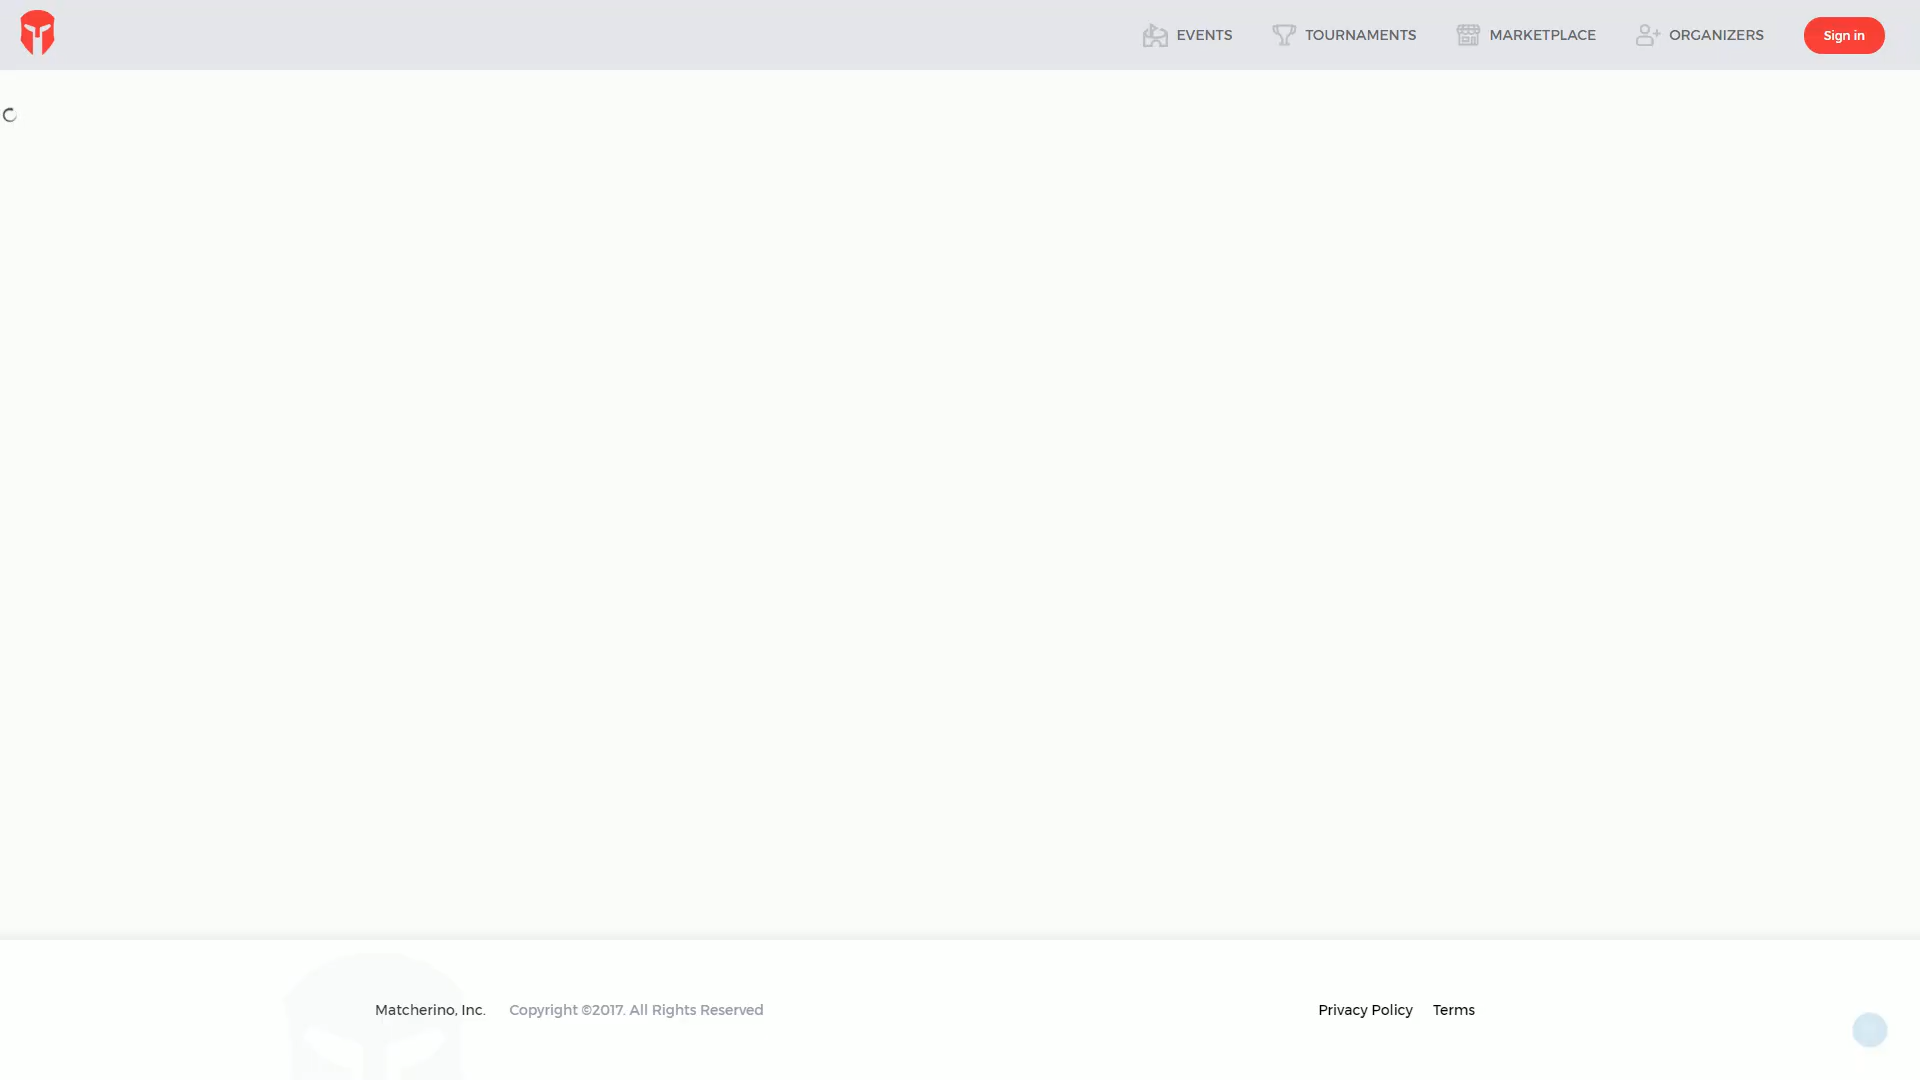 EVENTS TOURNAMENTS MARKETPLACE ORGANIZERS Sign in
Matcherino, Inc. Copyright ©2017. All Rights Reserved Privacy Policy Terms